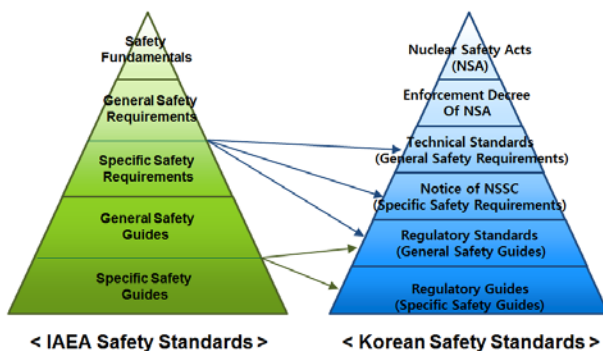 Safety
Fundamentals
General Safety
Requirements
Specific Safety
Requirements
General Safety
Guides
Specific Safety
Guides
< IAEA Safety Standards >
Nuclear Safety Acts
(NSA)
Enforcement Decree
Of NSA
Technical Standards
(General Safety Requirements)
Notice of NSSC
(Specific Safety Requirements)
Regulatory Standards
(General Safety Guides)
Regulatory Guides
(Specific Safety Guides)
< Korean Safety Standards >